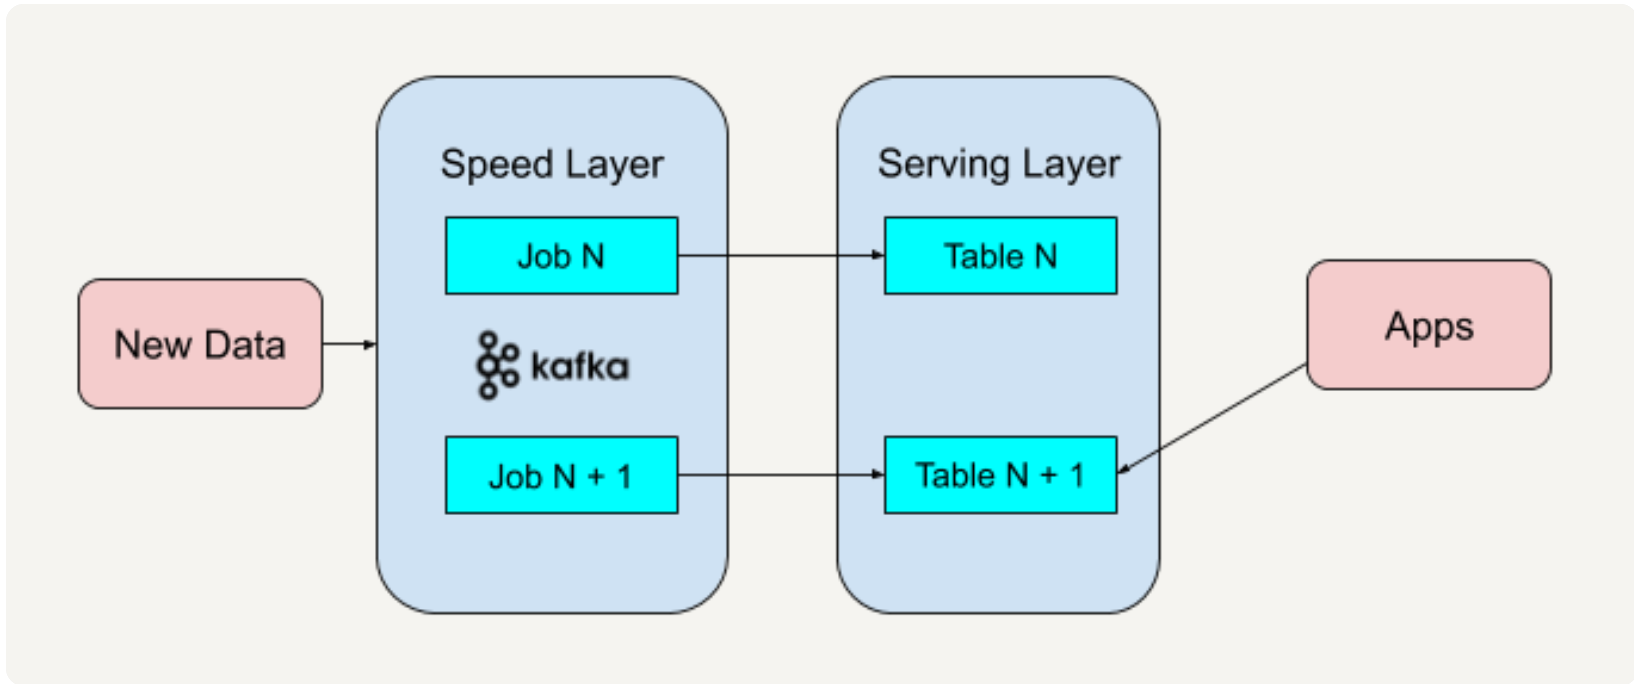 Speed Layer
Serving Layer
Job N
Table N
New Data
kafka
Apps
Job N + 1
Table N + 1